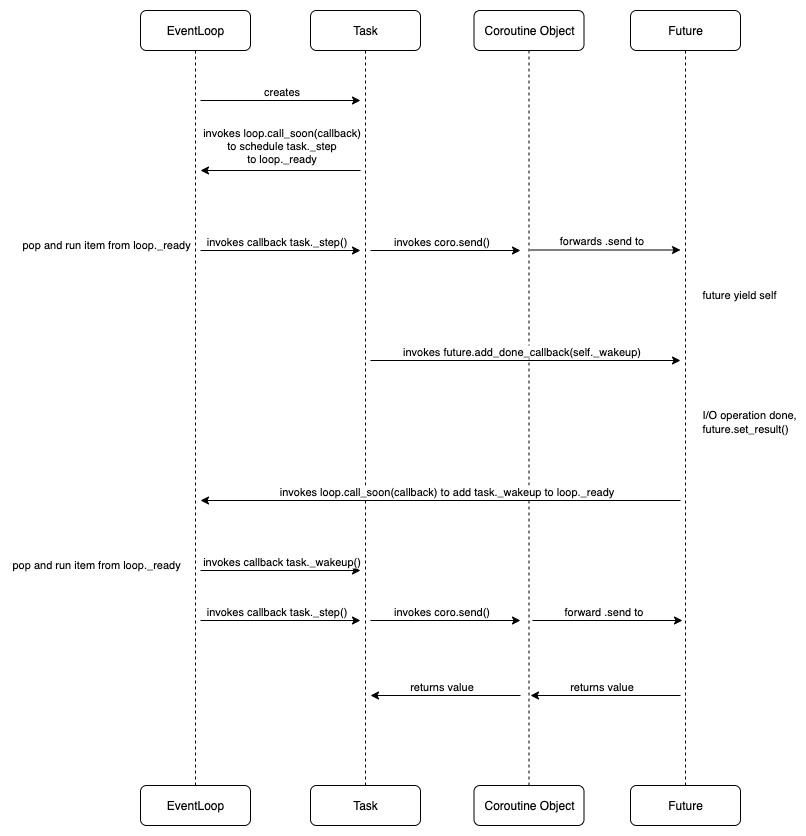 EventLoop
Task
Coroutine Object
Future
creates
invokes loop.call_soon(callback)
to schedule task._step
to loop._ready
pop and run item from loop._ready
invokes callback task._step()
invokes coro.send()
forwards .send to
future yield self
invokes future.add_done_callback(self._wakeup)
I/O operation done,
future.set_result()
invokes loop.call_soon(callback) to add task._wakeup to loop._ready
pop and run item from loop._ready
invokes callback task._wakeup()
invokes callback task._step()
invokes coro.send()
forward .send to
returns value
returns value
EventLoop
Task
Coroutine Object
Future